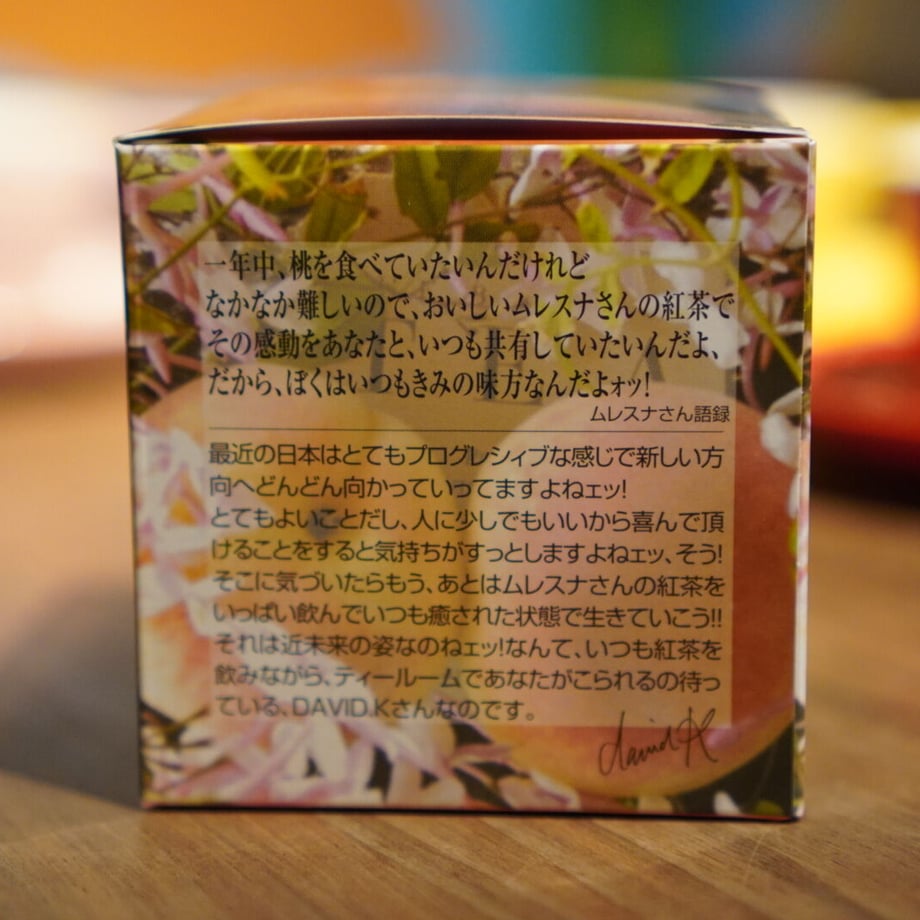 一年中、桃を食べていたいんだけれど
なかなか難しいので、おいしいムレスナさんの紅茶で
その感動をあなたと、いつも共有していたいんだよ、
だから、ぼくはいつもきみの味方なんだよォッ!
ムレスナさん語録
最近の日本はとてもプログレシィブな感じで新しい方
向へどんどん向かっていってますよねェッ!
とてもよいことだし、人に少しでもいいから喜んで頂
けることをすると気持ちがすっとしますよねェッ、そう!
そこに気づいたらもう、あとはムレスナさんの紅茶を
いっぱい飲んでいつも癒された状態で生きていこう!!
それは近未来の姿なのねェッ!なんて、いつも紅茶を
飲みながら、ティールームであなたがこられるの待っ
ている、DAVID.Kさんなのです。
david K